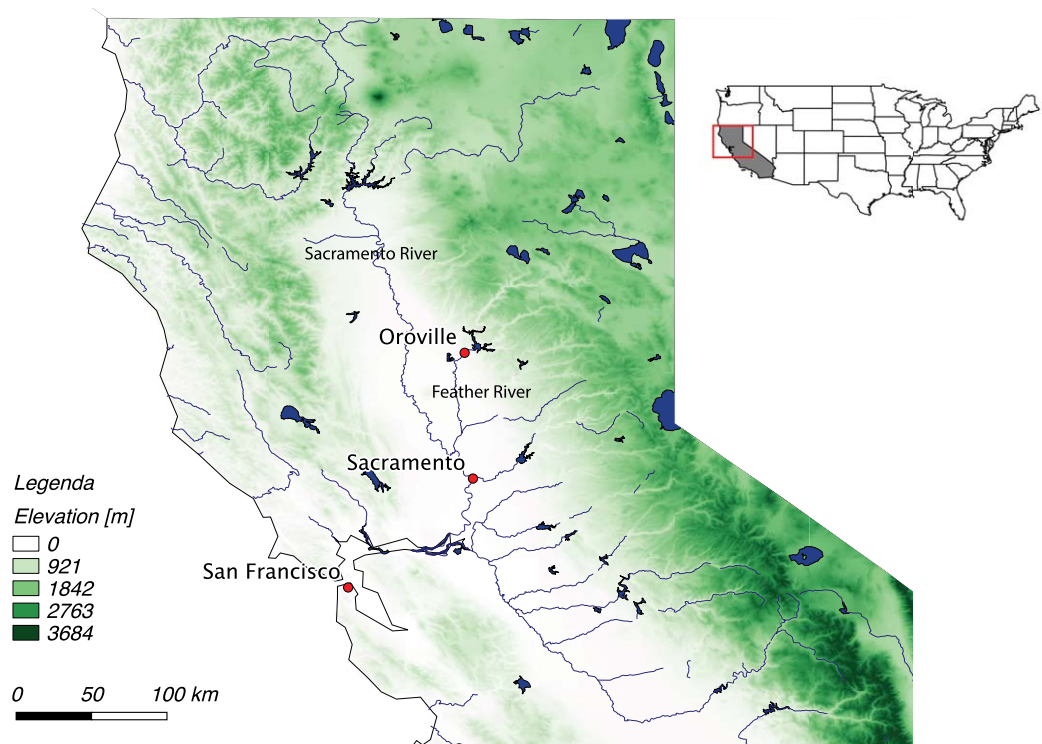 Sacramento River
Oroville
Feather River
Sacramento
San Francisco
Legenda
Elevation [m]
0
921
1842
2763
3684
0 50 100 km